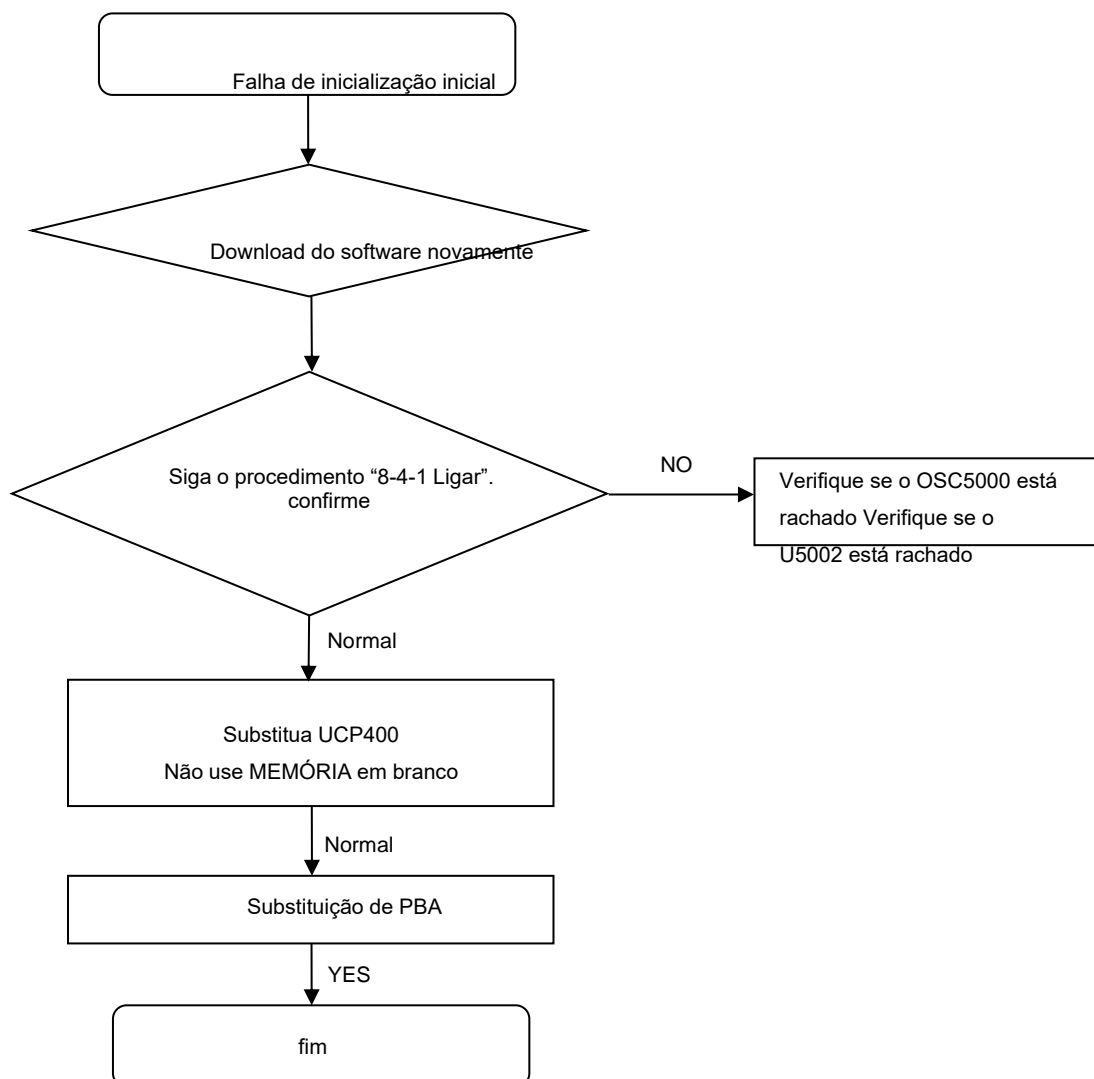 Falha de inicialização inicial
Download do software novamente
Siga o procedimento “8-4-1 Ligar”.
confirme
NO
Verifique se o OSC5000 está
rachado Verifique se o
U5002 está rachado
Normal
Substitua UCP400
Não use MEMÓRIA em branco
Normal
Substituição de PBA
YES
fim